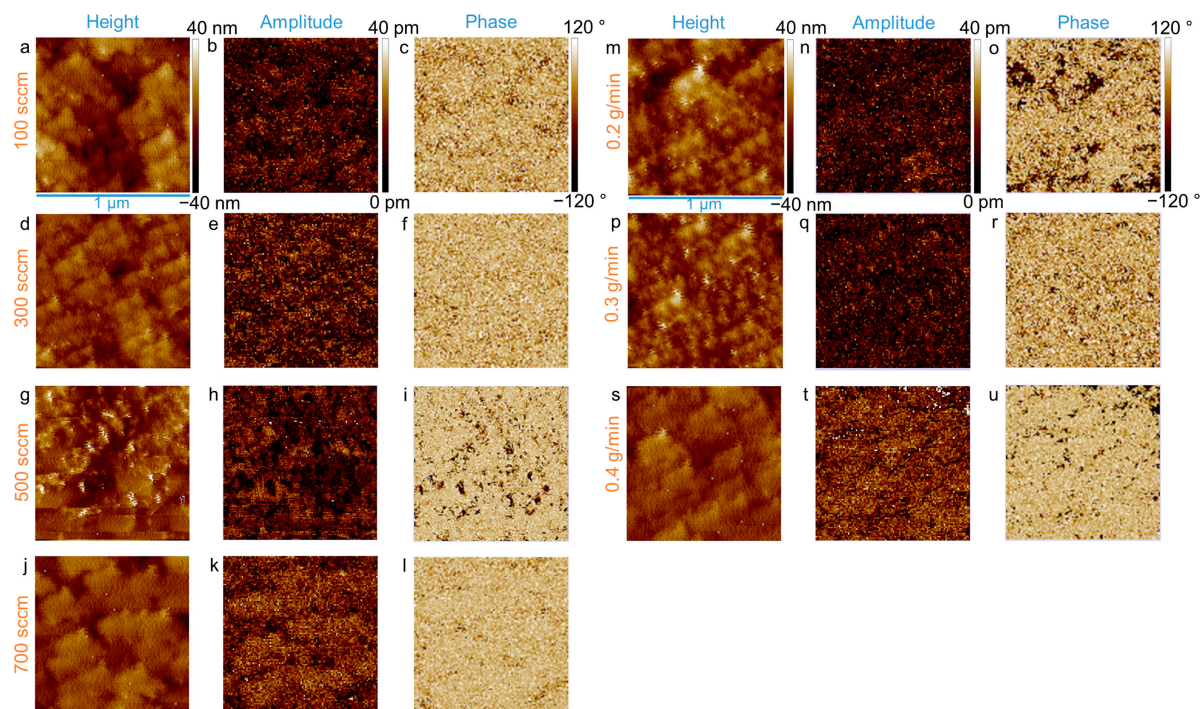 Height Amplitude Phase Height Amplitude Phase
40 nm 40 pm 120 ° 40 nm 40 pm 120 °
a b c m n o
100 sccm 0.2 g/min
1 μm −40 nm 0 pm −120 ° 1 μm −40 nm 0 pm −120 °
d e f p q r
300 sccm 0.3 g/min
g h i s t u
500 sccm 0.4 g/min
j k l
700 sccm